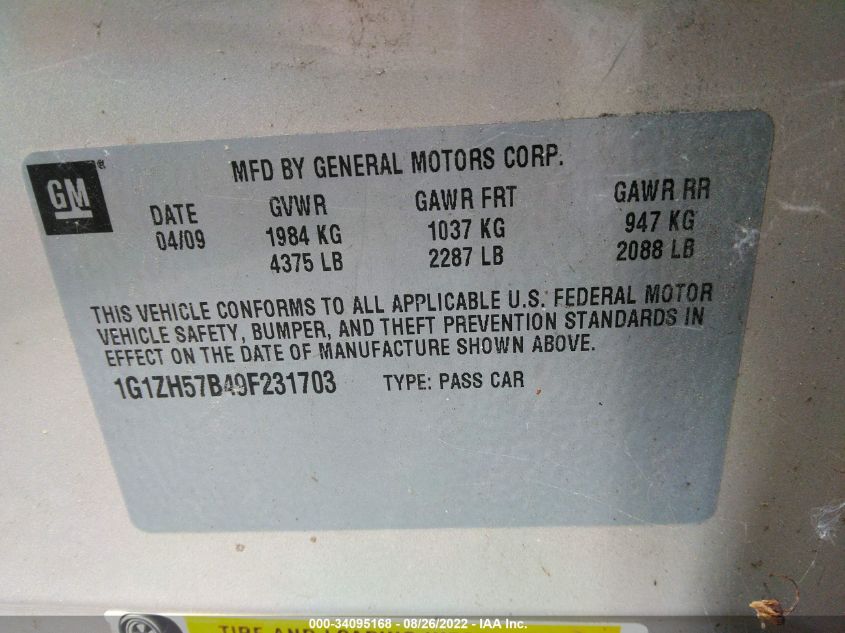 GM
MFD BY GENERAL MOTORS CORP.
DATE GVWR GAWR FRT GAWR RR
04/09 1984 KG 1037 KG 947 KG
4375 LB 2287 LB 2088 LB
THIS VEHICLE CONFORMS TO ALL APPLICABLE U.S. FEDERAL MOTOR
VEHICLE SAFETY, BUMPER, AND THEFT PREVENTION STANDARDS IN
EFFECT ON THE DATE OF MANUFACTURE SHOWN ABOVE.
1G1ZH57B49F231703 TYPE: PASS CAR
TIRE AND LOADING
000-34095168 - 08/26/2022 - IAA Inc.